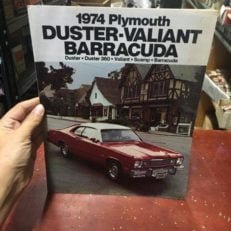 1974 Plymouth
DUSTER-VALIANT
BARRACUDA
Duster • Duster 360 • Valiant • Scamp • Barracuda